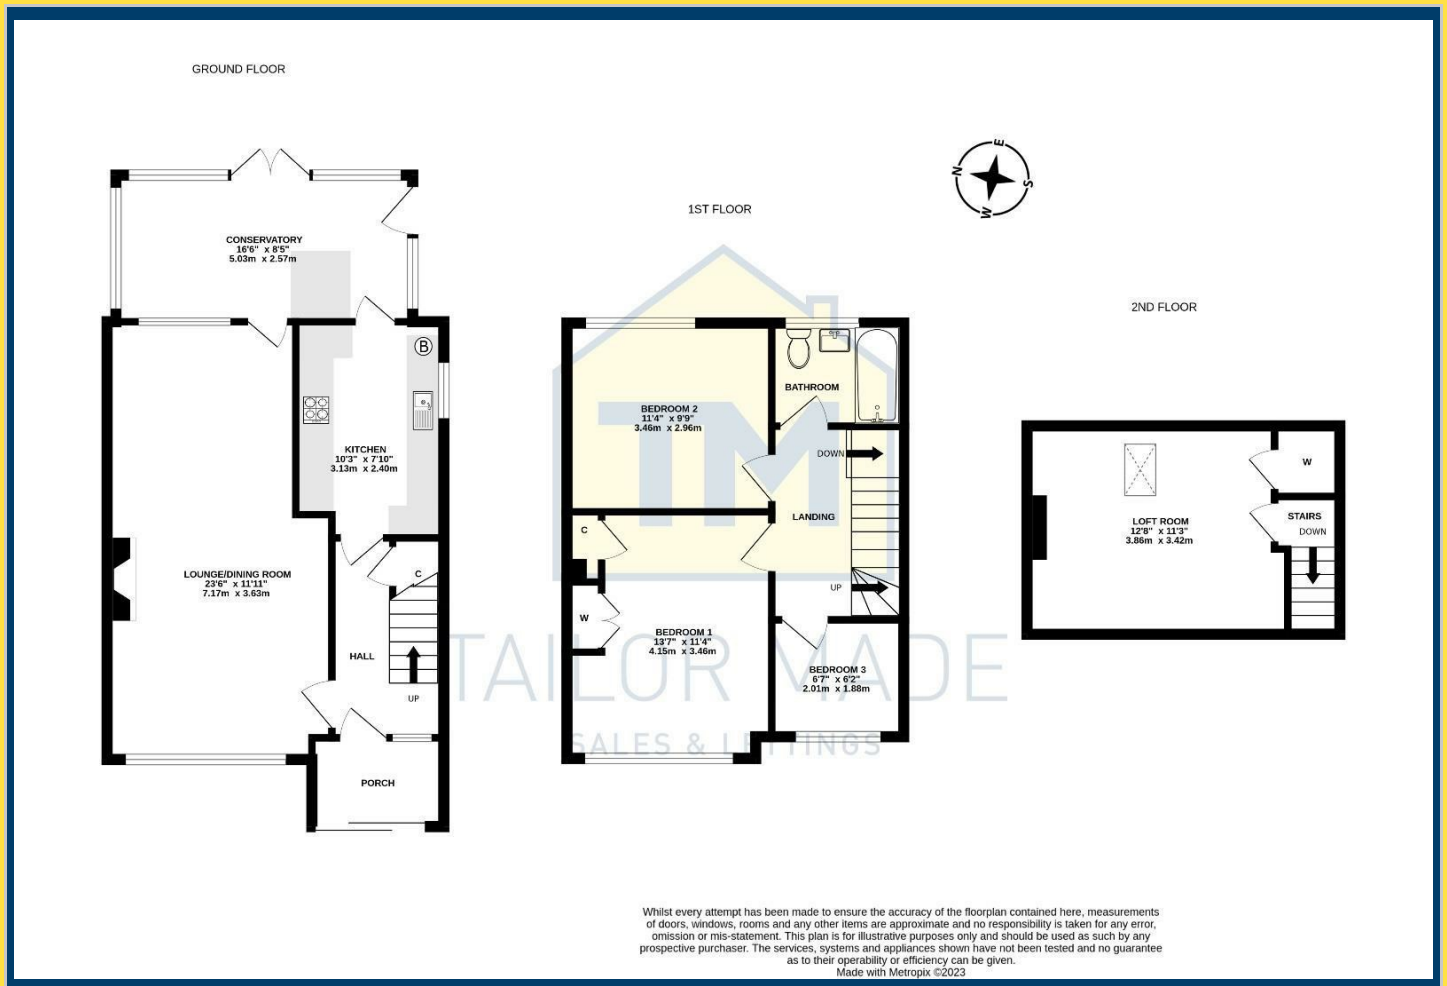 GROUND FLOOR
CONSERVATORY
16'6" x 8'5"
5.03m x 2.57m
B
KITCHEN
10'3" x 7'10"
3.13m x 2.40m
LOUNGE/DINING ROOM
23'6" x 11'11"
7.17m x 3.63m
C
HALL
UP
PORCH
1ST FLOOR
N
E
S
W
BATHROOM
BEDROOM 2
11'4" x 9'9"
3.46m x 2.96m
DOWN
LANDING
C
UP
W
BEDROOM 1
13'7" x 11'4"
4.15m x 3.46m
BEDROOM 3
6'7" x 6'2"
2.01m x 1.88m
TM
TAILOR MADE
SALES & LETTINGS
2ND FLOOR
W
LOFT ROOM
12'8" x 11'3"
3.86m x 3.42m
STAIRS
DOWN
Whilst every attempt has been made to ensure the accuracy of the floorplan contained here, measurements
of doors, windows, rooms and any other items are approximate and no responsibility is taken for any error,
omission or mis-statement. This plan is for illustrative purposes only and should be used as such by any
prospective purchaser. The services, systems and appliances shown have not been tested and no guarantee
as to their operability or efficiency can be given.
Made with Metropix ©2023